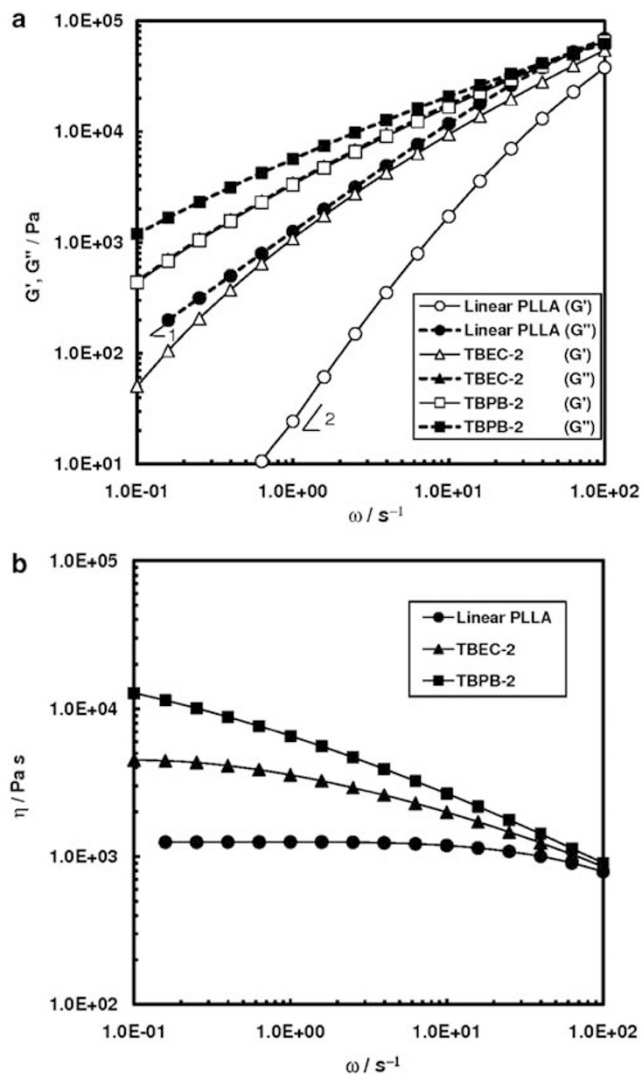 a
1.0E+05
1.0E+04
1.0E+03
1.0E+02
1.0E+01
G', G'' / Pa
1
2
Linear PLLA (G')
Linear PLLA (G'')
TBEC-2 (G')
TBEC-2 (G'')
TBPB-2 (G')
TBPB-2 (G'')
1.0E-01 1.0E+00 1.0E+01 1.0E+02
ω / s⁻¹
b
1.0E+05
1.0E+04
1.0E+03
1.0E+02
η / Pa s
Linear PLLA
TBEC-2
TBPB-2
1.0E-01 1.0E+00 1.0E+01 1.0E+02
ω / s⁻¹